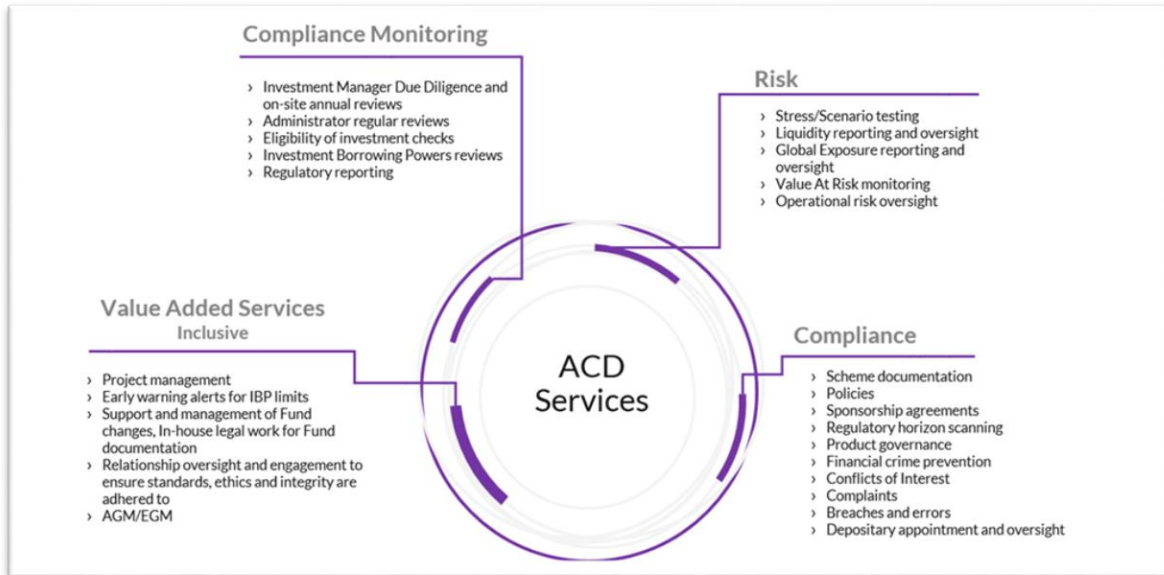 Compliance Monitoring
› Investment Manager Due Diligence and
on-site annual reviews
› Administrator regular reviews
› Eligibility of investment checks
› Investment Borrowing Powers reviews
› Regulatory reporting
Risk
› Stress/Scenario testing
› Liquidity reporting and oversight
› Global Exposure reporting and
oversight
› Value At Risk monitoring
› Operational risk oversight
Value Added Services
Inclusive
› Project management
› Early warning alerts for IBP limits
› Support and management of Fund
changes, In-house legal work for Fund
documentation
› Relationship oversight and engagement to
ensure standards, ethics and integrity are
adhered to
› AGM/EGM
ACD
Services
Compliance
› Scheme documentation
› Policies
› Sponsorship agreements
› Regulatory horizon scanning
› Product governance
› Financial crime prevention
› Conflicts of Interest
› Complaints
› Breaches and errors
› Depositary appointment and oversight